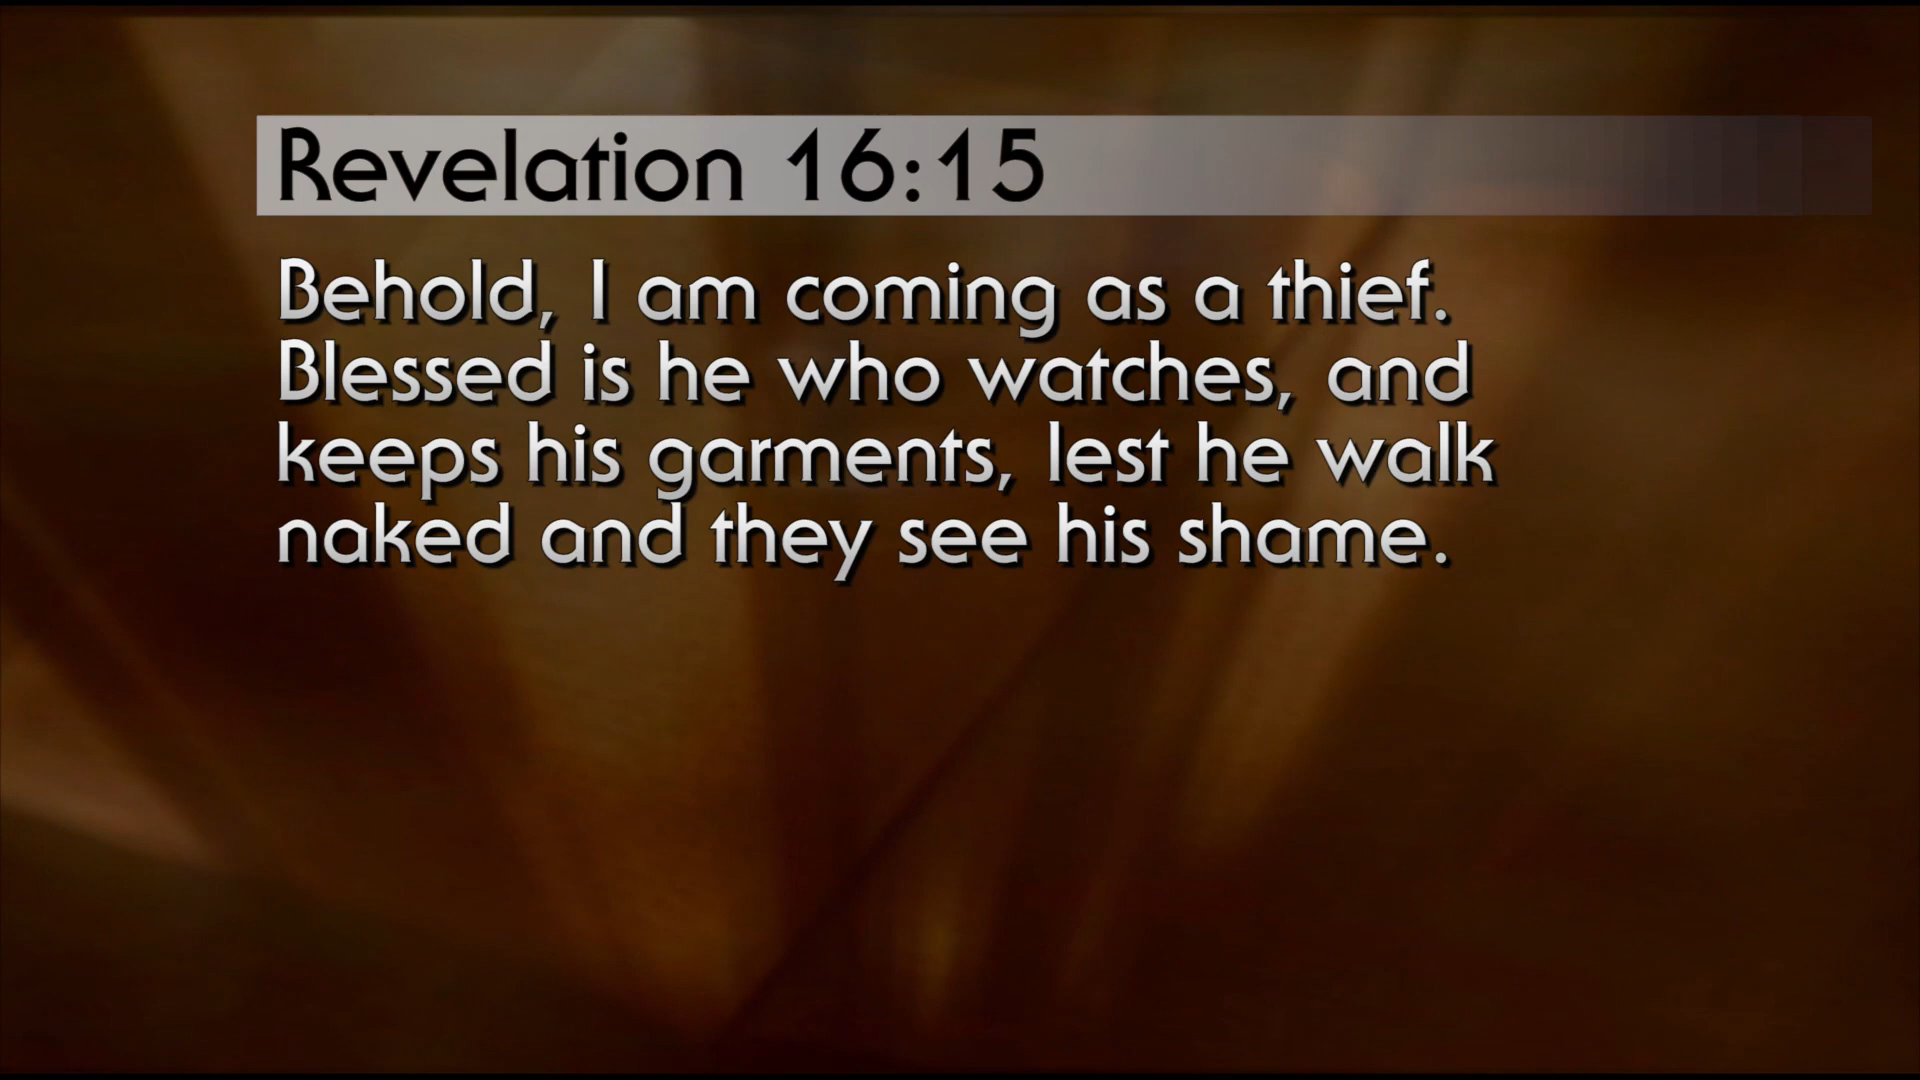 Revelation 16:15
Behold, I am coming as a thief.
Blessed is he who watches, and
keeps his garments, lest he walk
naked and they see his shame.